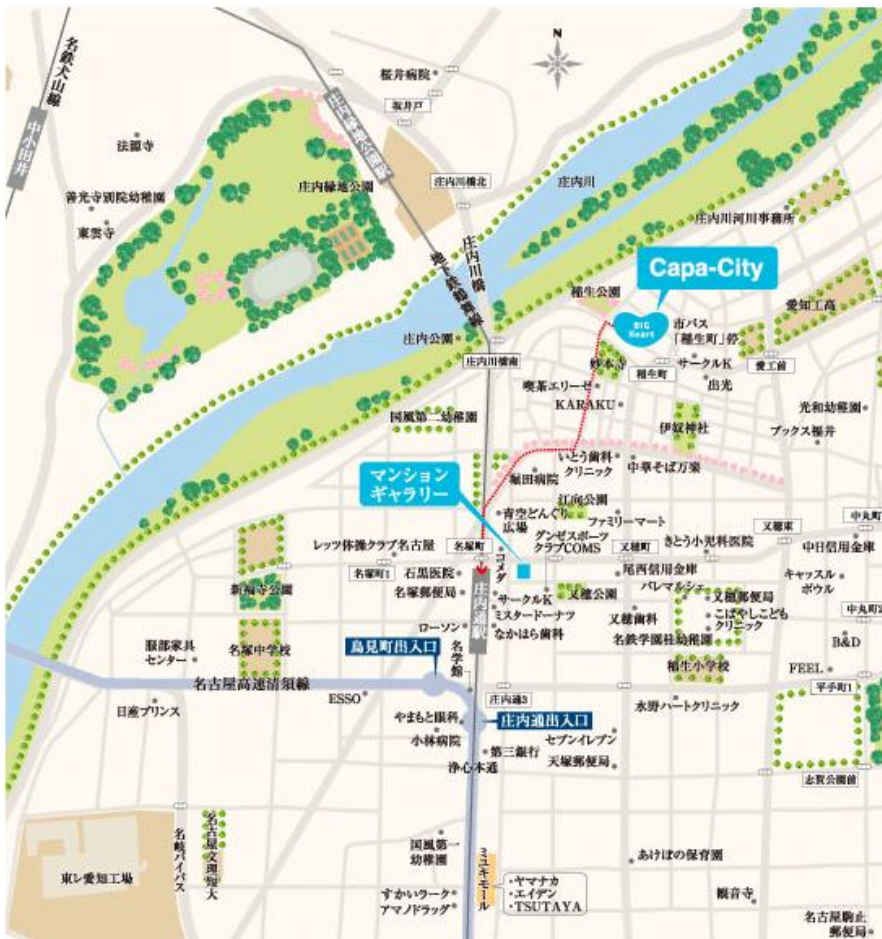 名鉄犬山線
中小田井
桜井病院
坂井戸
N
庄内緑地公園駅
法源寺
庄内緑地公園
庄内川橋北
庄内川
善光寺別院幼稚園
東雲寺
庄内川河川事務所
庄内川橋
地下鉄鶴舞線
Capa-City
稲生公園
BIG
Heart
市バス
「稲生町」停
愛知工高
庄内公園
庄内川橋南
妙本寺
稲生町
サークルK
愛工前
出光
喫茶エリーゼ
KARAKU
国風第二幼稚園
伊奴神社
光和幼稚園
ブックス福井
マンション
ギャラリー
いとう歯科
クリニック
中華そば万楽
堀田病院
江向公園
青空どんぐり
広場
ファミリーマート
グンゼスポーツ
クラブCOMS
又穂東
中丸町
レッツ体操クラブ名古屋
名塚町
コメダ
又穂町
きとう小児科医院
中日信用金庫
名塚町1
石黒医院
尾西信用金庫
キャッスル
ボウル
新福寺公園
名塚郵便局
庄内通駅
サークルK
又穂公園
パレマルシェ
又穂郵便局
ミスタードーナツ
又穂歯科
こばやしこども
クリニック
中丸町2
ローソン
なかはら歯科
名鉄学園桂幼稚園
B&D
服部家具
センター
名塚中学校
鳥見町出入口
名学館
稲生小学校
FEEL
名古屋高速清須線
平手町1
日産プリンス
ESSO
庄内通3
水野ハートクリニック
やまもと眼科
庄内通出入口
小林病院
セブンイレブン
第三銀行
浄心本通
天塚郵便局
志賀公園前
名岐バイパス
名古屋文理短大
東レ愛知工場
国風第一
幼稚園
ミユキモール
あけぼの保育園
・ヤマナカ
・エイデン
・TSUTAYA
すかいラーク
アマノドラッグ
観音寺
名古屋駒止
郵便局